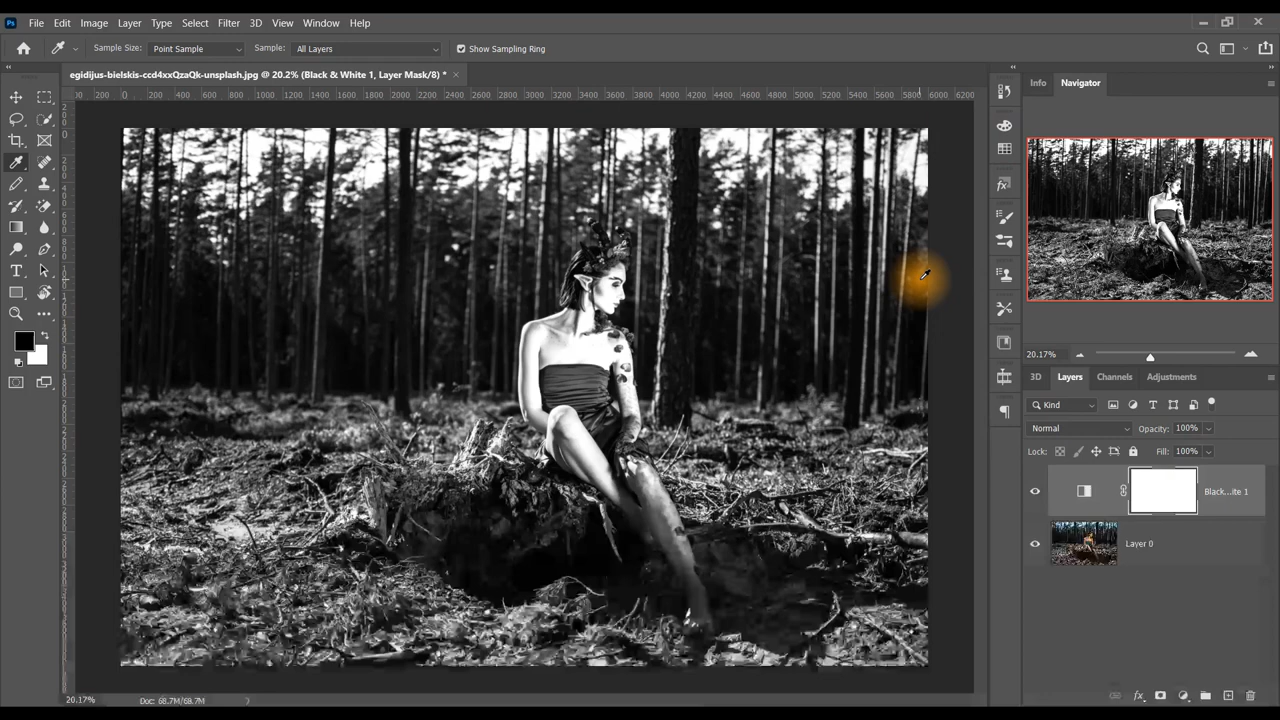 Ps File Edit Image Layer Type Select Filter 3D View Window Help
Sample Size: Point Sample Sample: All Layers Show Sampling Ring
egidijus-bielskis-ccd4xxQzaQk-unsplash.jpg @ 20.2% (Black & White 1, Layer Mask/8) * ×
00 0 200 400 600 800 1000 1200 1400 1600 1800 2000 2200 2400 2600 2800 3000 3200 3400 3600 3800 4000 4200 4400 4600 4800 5000 5200 5400 5600 5800 6000 6200
Info Navigator
20.17%
3D Layers Channels Adjustments
Kind
Normal Opacity: 100%
Lock: Fill: 100%
Black...ite 1
Layer 0
20.17% Doc: 68.7M/68.7M